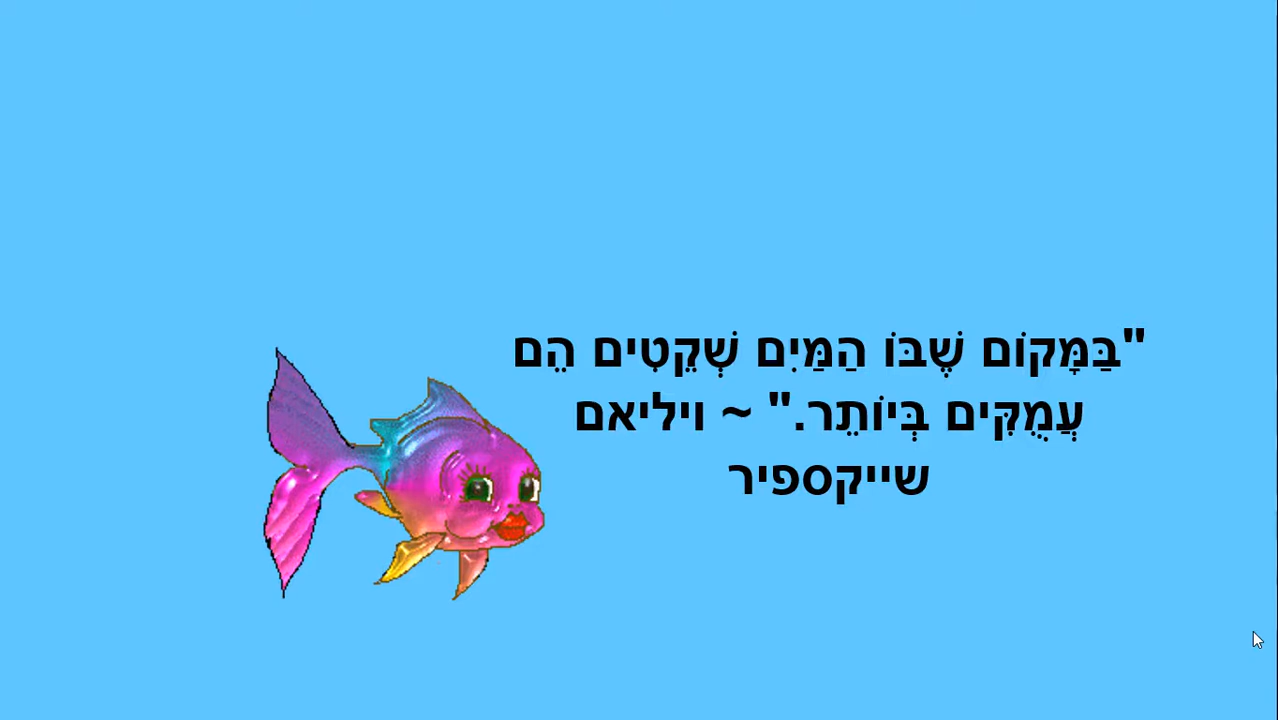 "בַּמָּקוֹם שֶׁבּוֹ הַמַּיִם שְׁקֵטִים הֵם
עֲמֻקִּים בְּיוֹתֵר." ~ ויליאם
שייקספיר